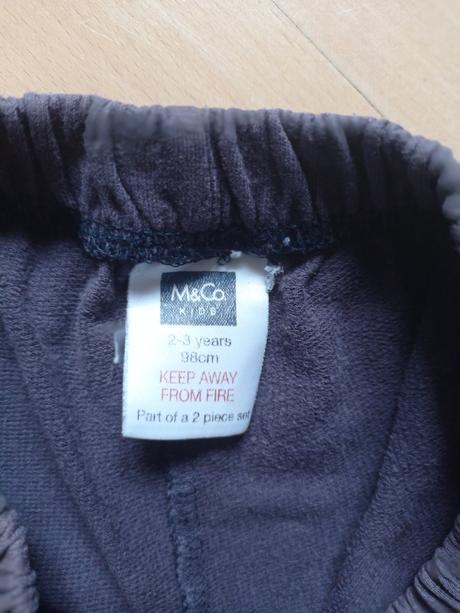 M&Co
KIDS
2-3 years
98cm
KEEP AWAY
FROM FIRE
Part of a 2 piece set